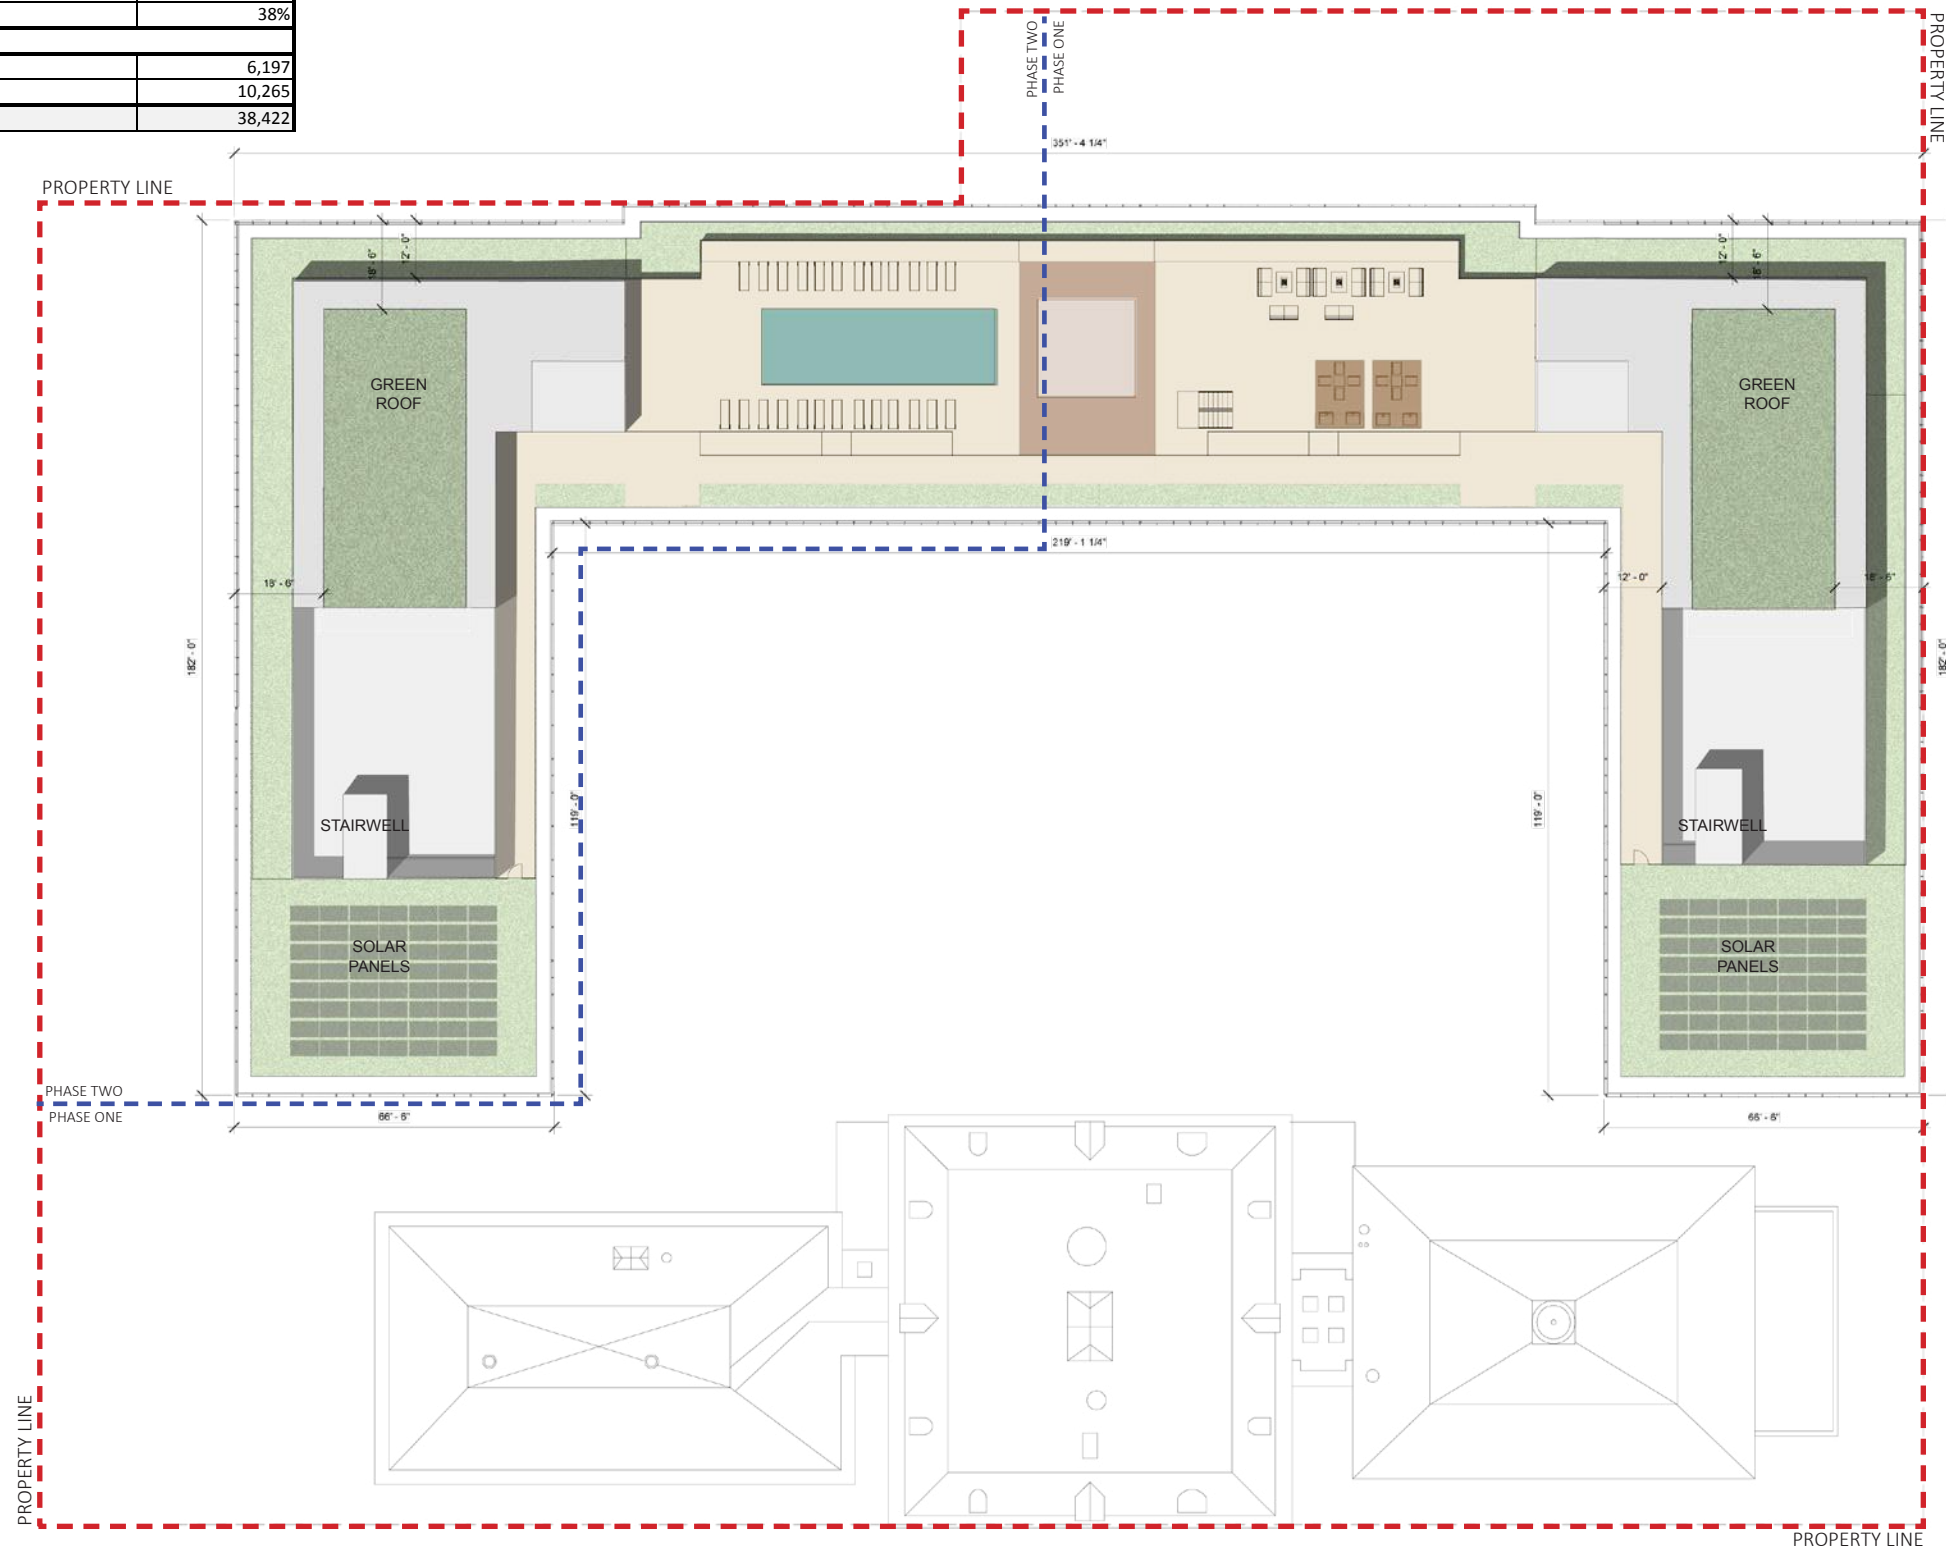 38%
6,197
10,265
38,422
PHASE TWO
PHASE ONE
PROPERTY LINE
351' - 4 1/4"
PROPERTY LINE
18' - 6"
12' - 0"
12' - 0"
18' - 6"
GREEN
ROOF
GREEN
ROOF
219' - 1 1/4"
18' - 6"
12' - 0"
18' - 6"
182' - 0"
182' - 0"
119' - 0"
119' - 0"
STAIRWELL
STAIRWELL
SOLAR
PANELS
SOLAR
PANELS
PHASE TWO
PHASE ONE
66' - 6"
66' - 6"
PROPERTY LINE
PROPERTY LINE